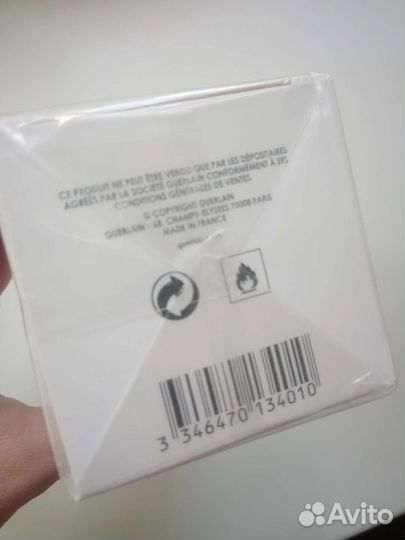 CE PRODUIT NE PEUT ÊTRE VENDU QUE PAR LES DÉPOSITAIRES
AGRÉÉS PAR LA SOCIÉTÉ GUERLAIN CONFORMÉMENT À SES
CONDITIONS GÉNÉRALES DE VENTES.
© COPYRIGHT GUERLAIN
GUERLAIN - 68, CHAMPS-ELYSEES 75008 PARIS
MADE IN FRANCE
3 346470 134010
Avito